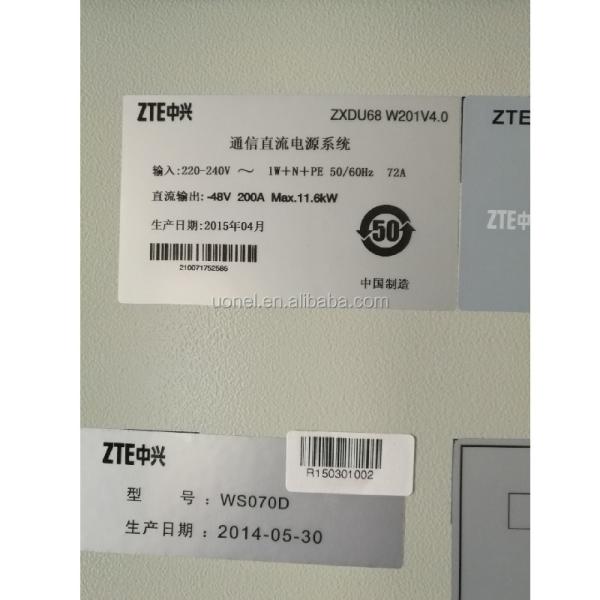 ZTE中兴 ZXDU68 W201V4.0
通信直流电源系统
输入:220-240V ～ 1W+N+PE 50/60Hz 72A
直流输出: -48V 200A Max.11.6kW
生产日期:2015年04月
210071752586
50
中国制造
ZTE
ZTE中兴
uonel.en.alibaba.com
ZTE中兴
R150301002
型 号: WS070D
生产日期: 2014-05-30